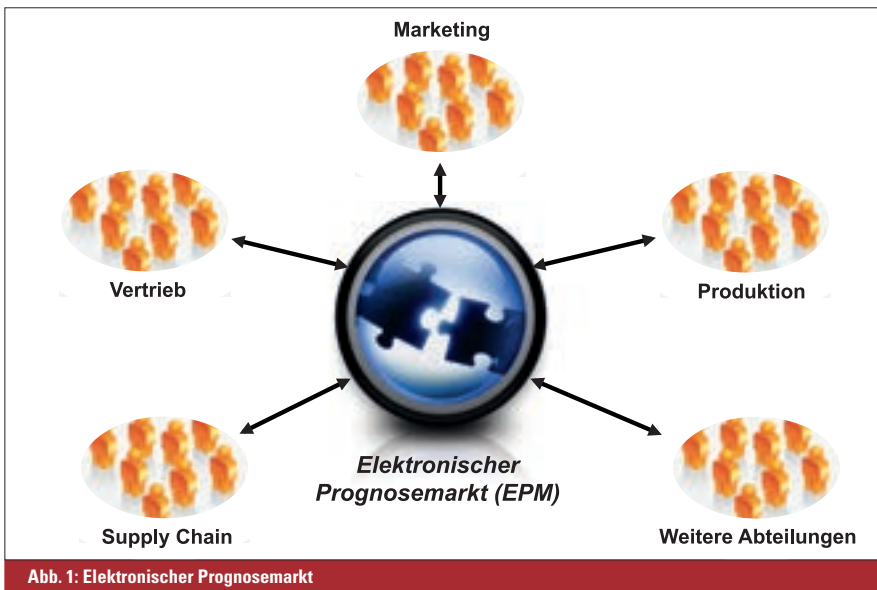 Marketing
Vertrieb
Produktion
Elektronischer
Prognosemarkt (EPM)
Supply Chain
Weitere Abteilungen
Abb. 1: Elektronischer Prognosemarkt